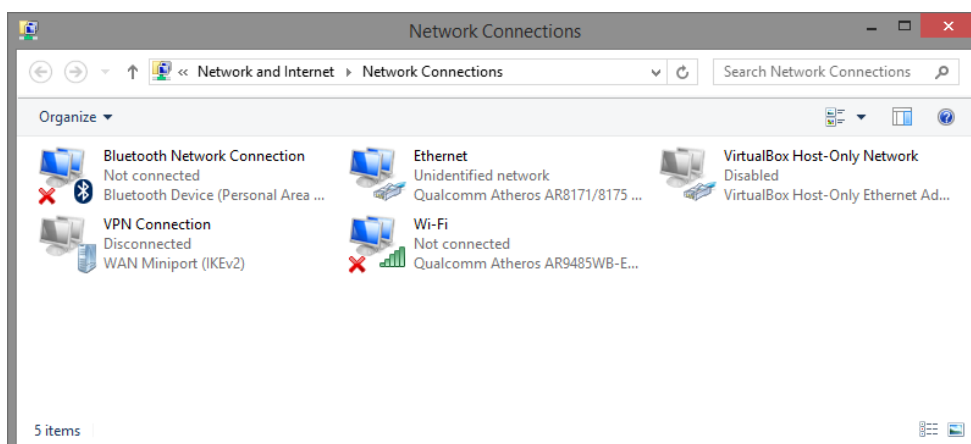 Network Connections
« Network and Internet Network Connections
Search Network Connections
Organize
Bluetooth Network Connection
Not connected
Bluetooth Device (Personal Area ...
Ethernet
Unidentified network
Qualcomm Atheros AR8171/8175 ...
VirtualBox Host-Only Network
Disabled
VirtualBox Host-Only Ethernet Ad...
VPN Connection
Disconnected
WAN Miniport (IKEv2)
Wi-Fi
Not connected
Qualcomm Atheros AR9485WB-E...
5 items